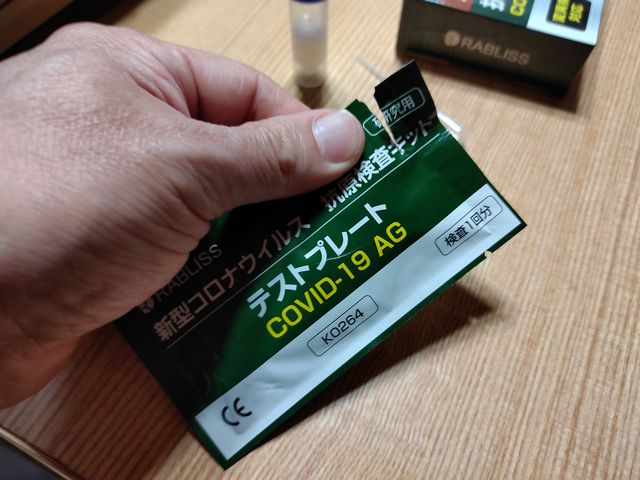 研究用
RABLISS
新型コロナウイルス 抗原検査キット
テストプレート
COVID-19 AG
検査1回分
KO264
CE
RABLISS